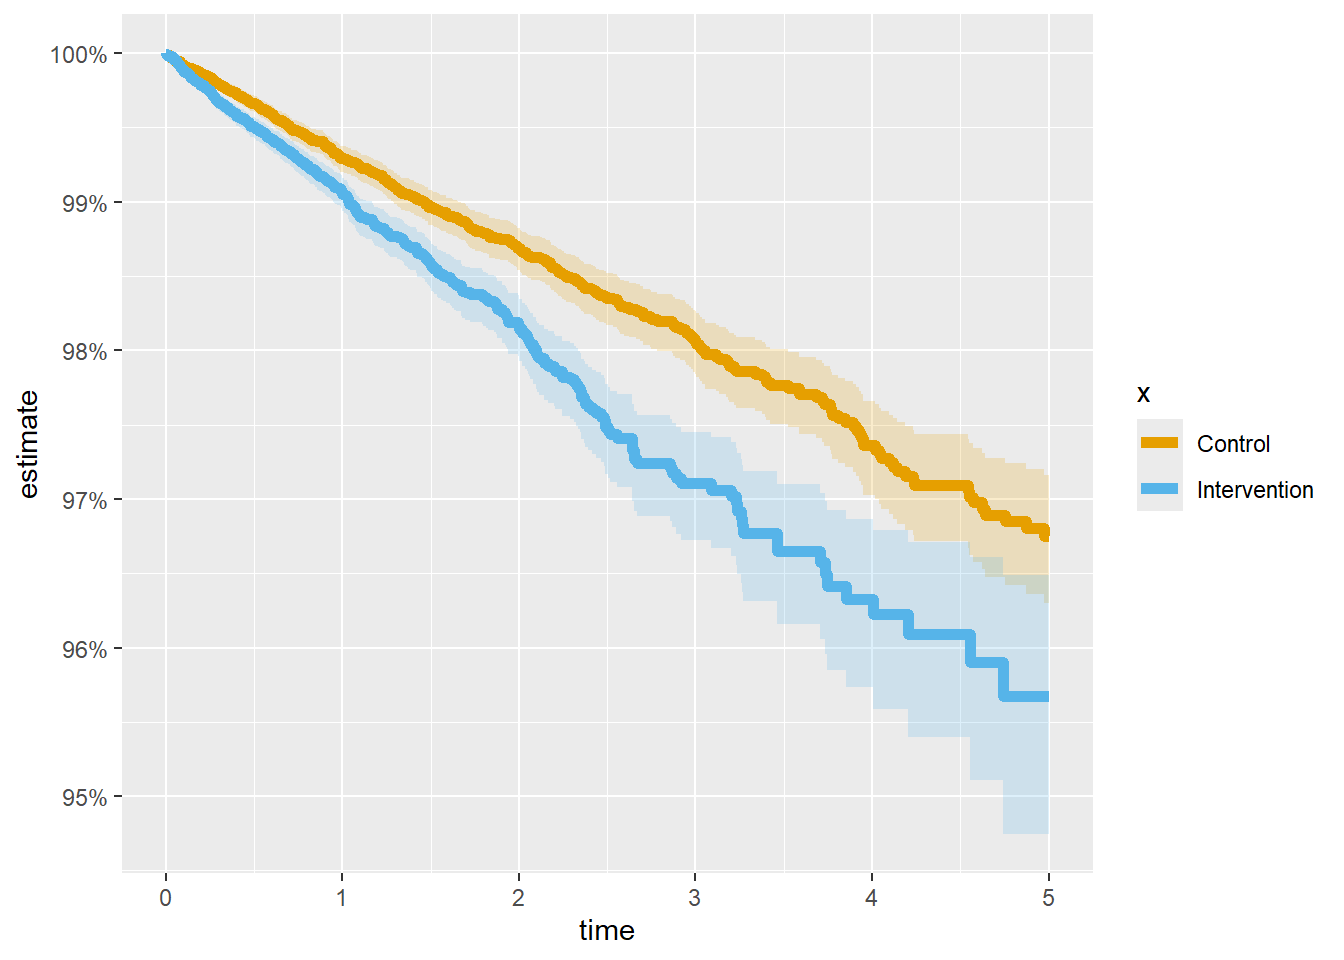 100%
99%
98%
97%
96%
95%
estimate
0 1 2 3 4 5
time
x
Control
Intervention